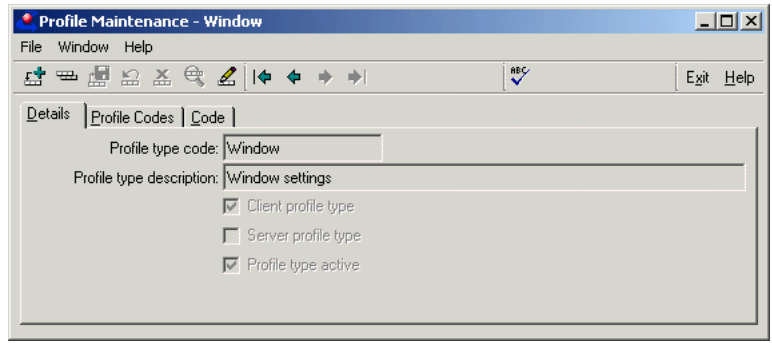 Profile Maintenance - Window
File Window Help
ABC Exit Help
Details Profile Codes Code
Profile type code: Window
Profile type description: Window settings
Client profile type
Server profile type
Profile type active